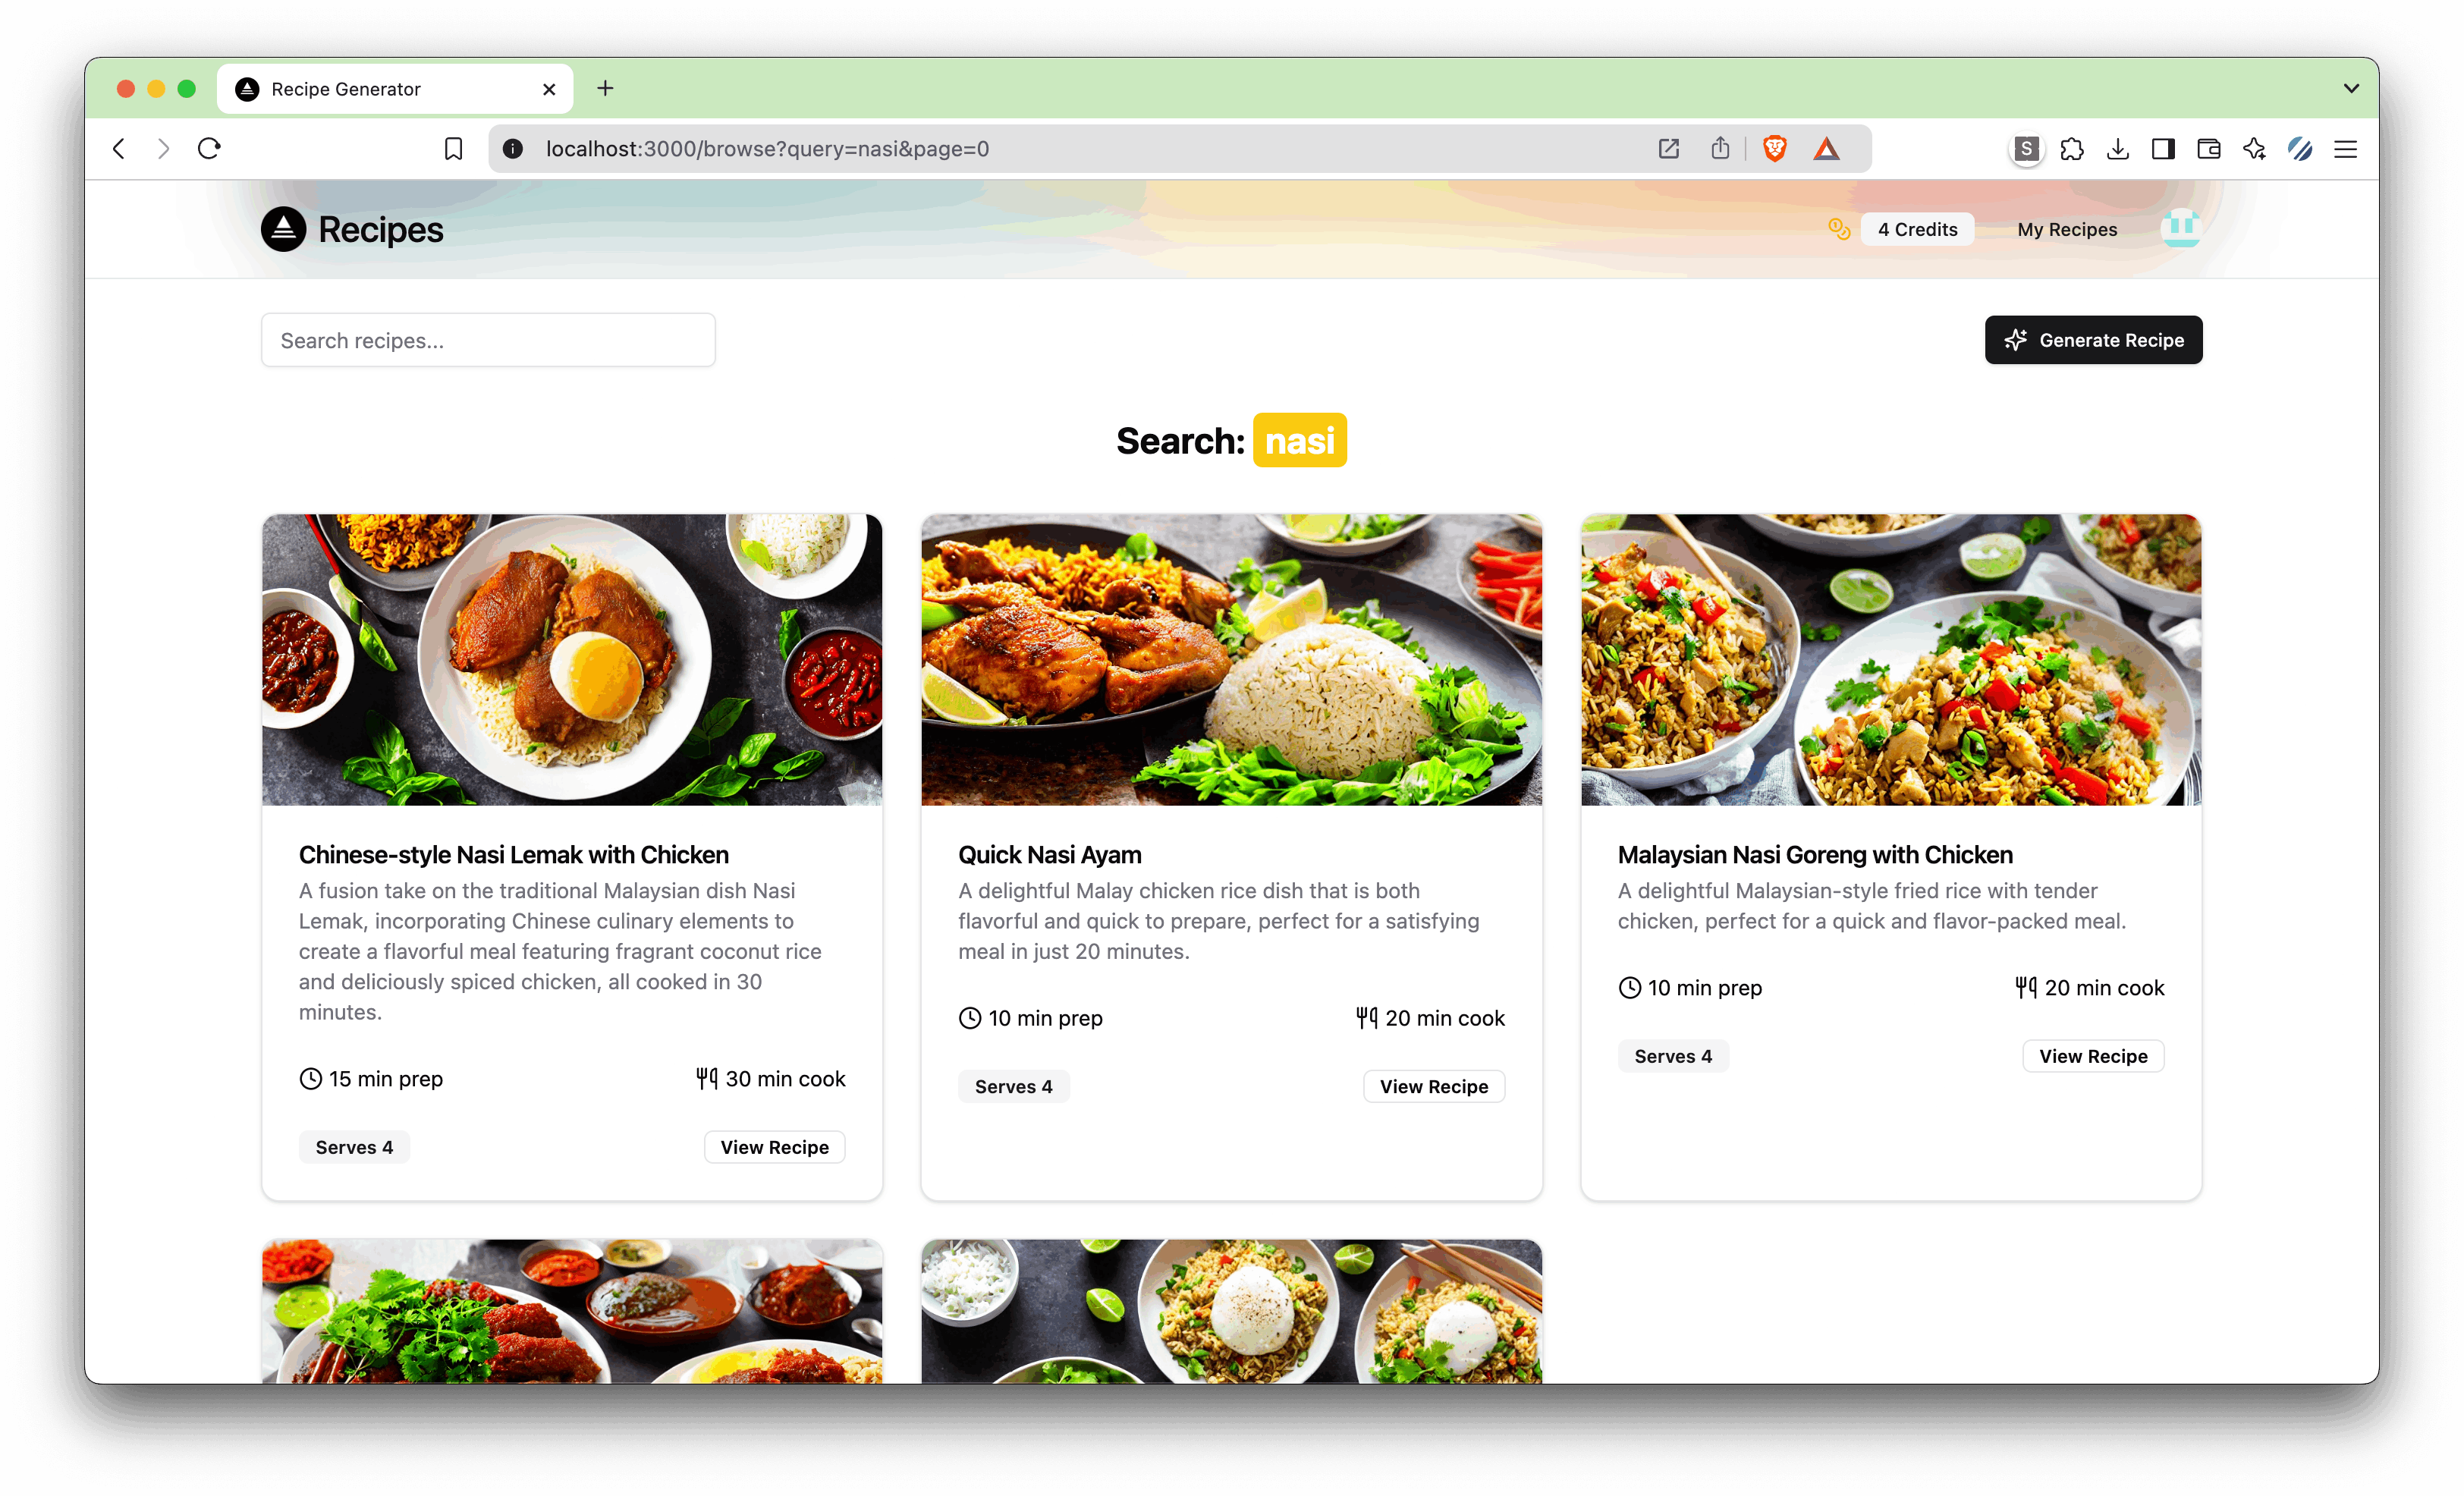 Recipe Generator
localhost:3000/browse?query=nasi&page=0
S
Recipes
4 Credits
My Recipes
Search recipes...
Generate Recipe
Search: nasi
Chinese-style Nasi Lemak with Chicken
A fusion take on the traditional Malaysian dish Nasi
Lemak, incorporating Chinese culinary elements to
create a flavorful meal featuring fragrant coconut rice
and deliciously spiced chicken, all cooked in 30
minutes.
15 min prep
30 min cook
Serves 4
View Recipe
Quick Nasi Ayam
A delightful Malay chicken rice dish that is both
flavorful and quick to prepare, perfect for a satisfying
meal in just 20 minutes.
10 min prep
20 min cook
Serves 4
View Recipe
Malaysian Nasi Goreng with Chicken
A delightful Malaysian-style fried rice with tender
chicken, perfect for a quick and flavor-packed meal.
10 min prep
20 min cook
Serves 4
View Recipe